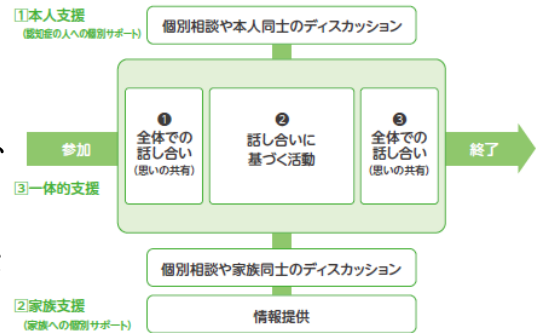 1本人支援
(認知症の人への個別サポート)
個別相談や本人同士のディスカッション
❶
全体での
話し合い
(思いの共有)
❷
話し合いに
基づく活動
❸
全体での
話し合い
(思いの共有)
参加
終了
3一体的支援
個別相談や家族同士のディスカッション
2家族支援
(家族への個別サポート)
情報提供